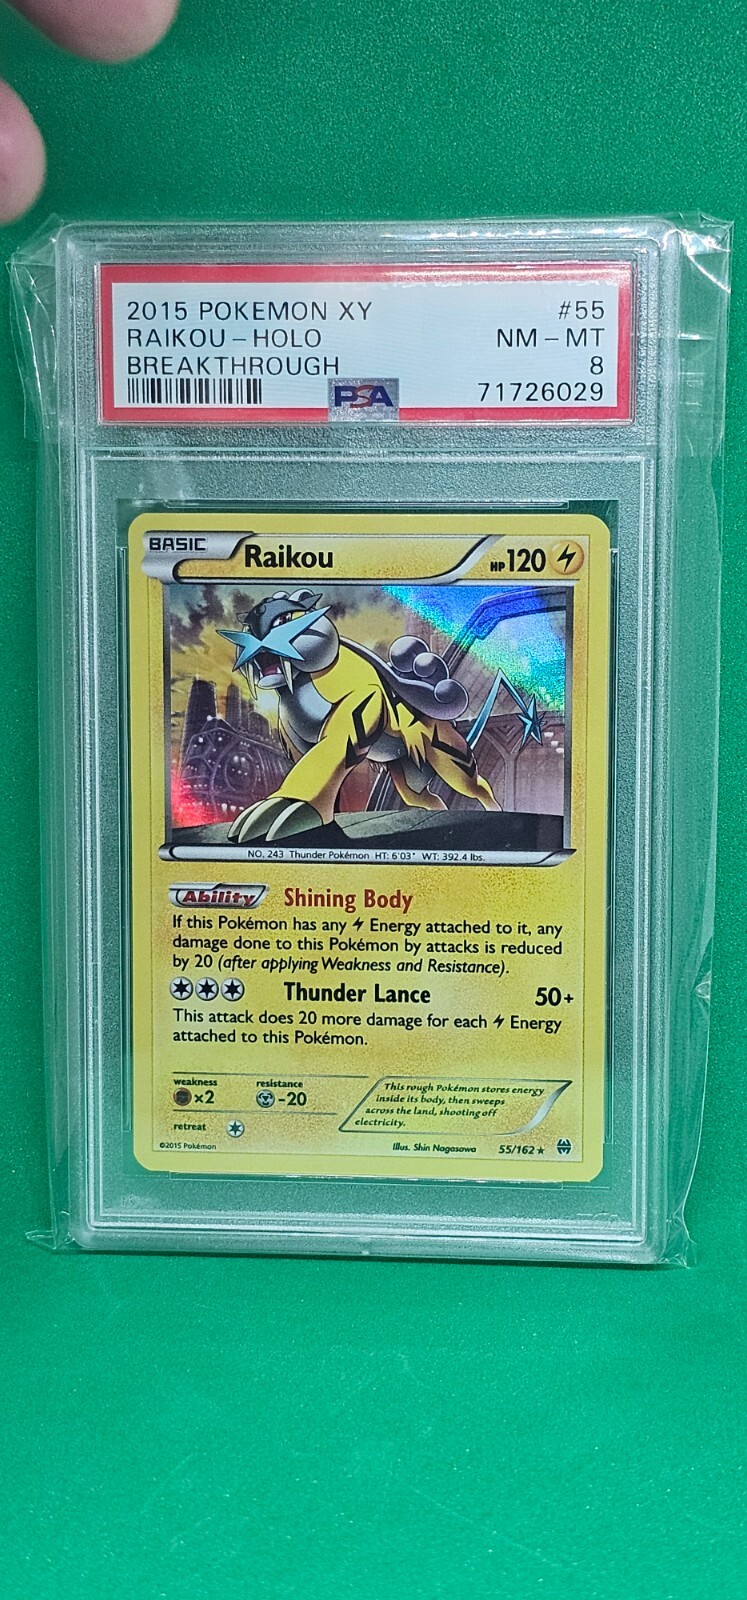 2015 POKEMON XY #55
RAIKOU - HOLO NM - MT
BREAKTHROUGH 8
PSA 71726029
BASIC Raikou HP120
NO. 243 Thunder Pokémon HT: 6'03" WT: 392.4 lbs.
Ability Shining Body
If this Pokémon has any Energy attached to it, any
damage done to this Pokémon by attacks is reduced
by 20 (after applying Weakness and Resistance).
Thunder Lance 50+
This attack does 20 more damage for each Energy
attached to this Pokémon.
weakness resistance
×2 -20
retreat
This rough Pokémon stores energy
inside its body, then sweeps
across the land, shooting off
electricity.
©2015 Pokémon Illus. Shin Nagasawa 55/162